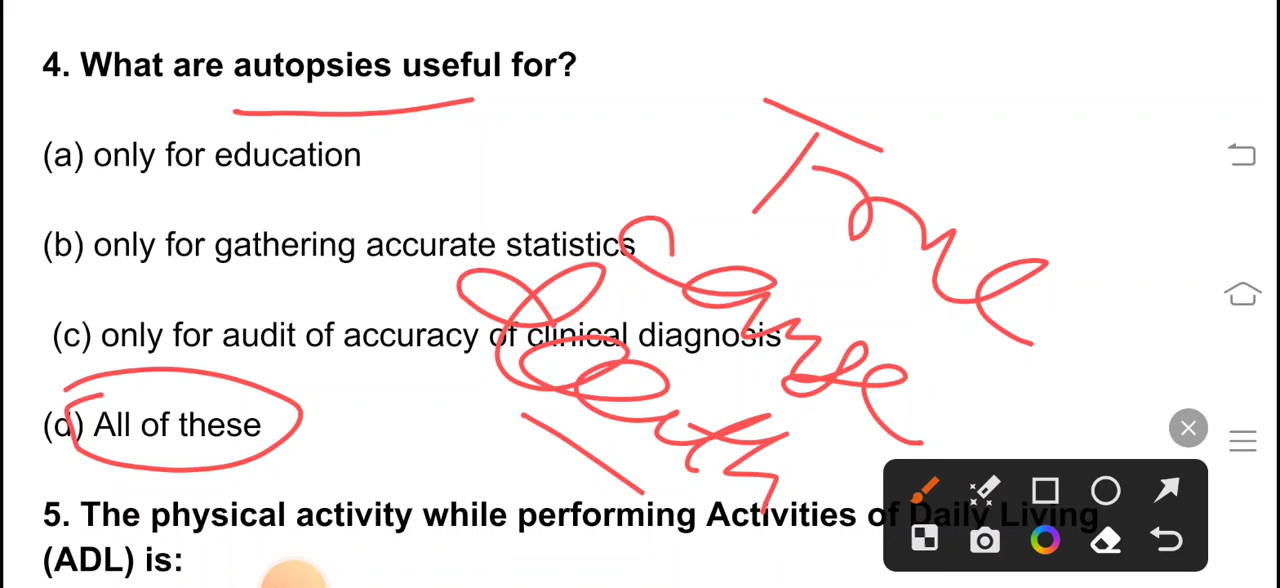 4. What are autopsies useful for?
(a) only for education
(b) only for gathering accurate statistics
(c) only for audit of accuracy of clinical diagnosis
(d) All of these
5. The physical activity while performing Activities of Daily Living
(ADL) is:
Time
Cause
Death